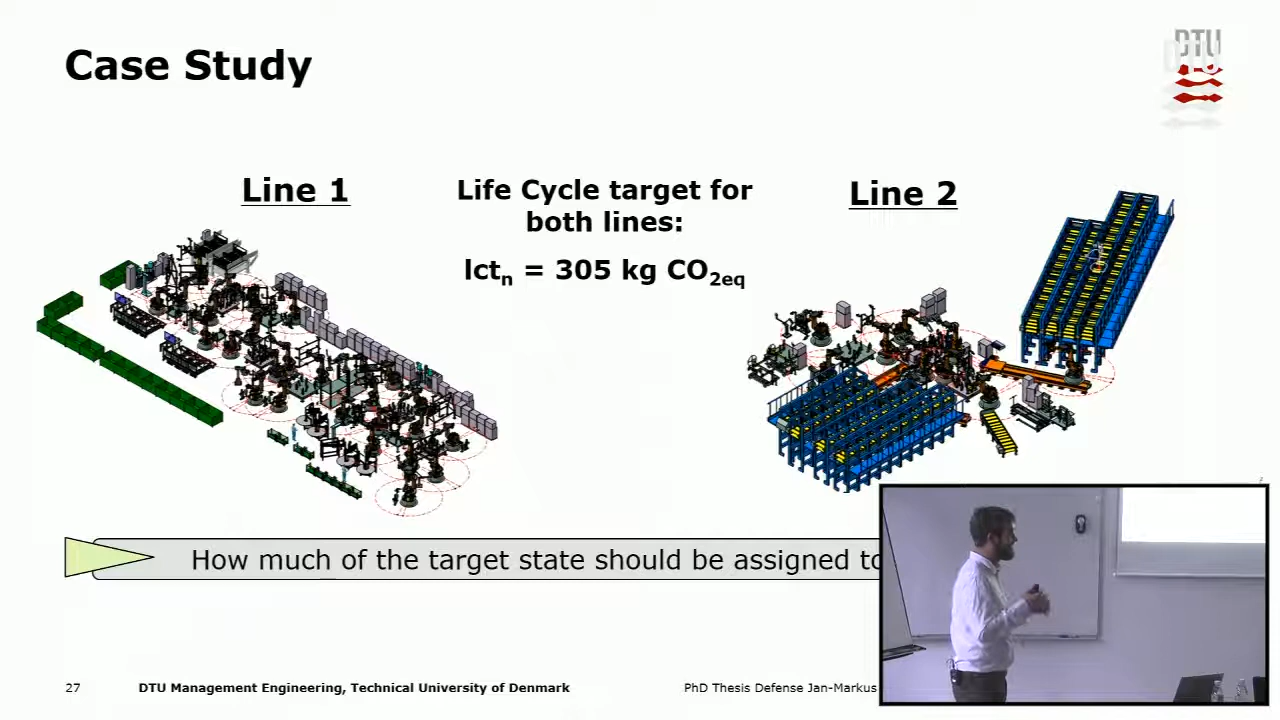 Case Study
DTU
Line 1
Life Cycle target for
both lines:
lctn = 305 kg CO2eq
Line 2
How much of the target state should be assigned to
27
DTU Management Engineering, Technical University of Denmark
PhD Thesis Defense Jan-Markus